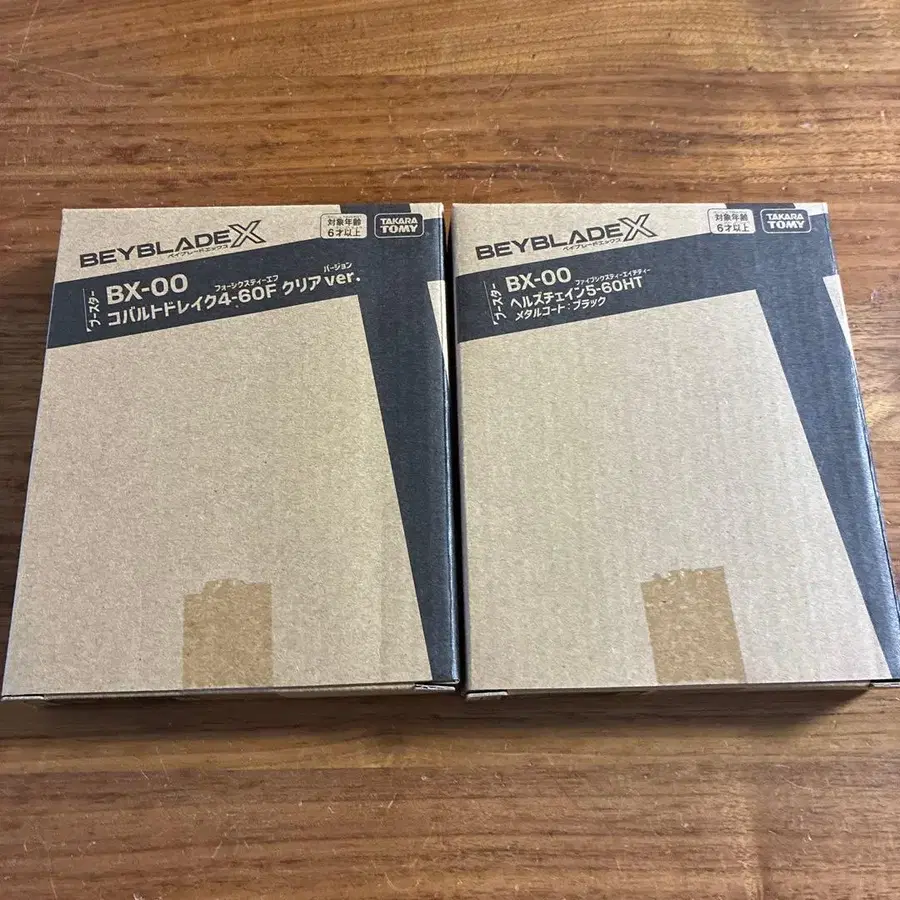 BEYBLADE X
ベイブレードエックス
対象年齢
6才以上
TAKARA
TOMY
ブースター
BX-00
フォーシックスティーエフ
バージョン
コバルトドレイク4-60F クリアver.
BEYBLADE X
ベイブレードエックス
対象年齢
6才以上
TAKARA
TOMY
ブースター
BX-00
ファイブシックスティーエイチティー
ヘルズチェイン5-60HT
メタルコート:ブラック